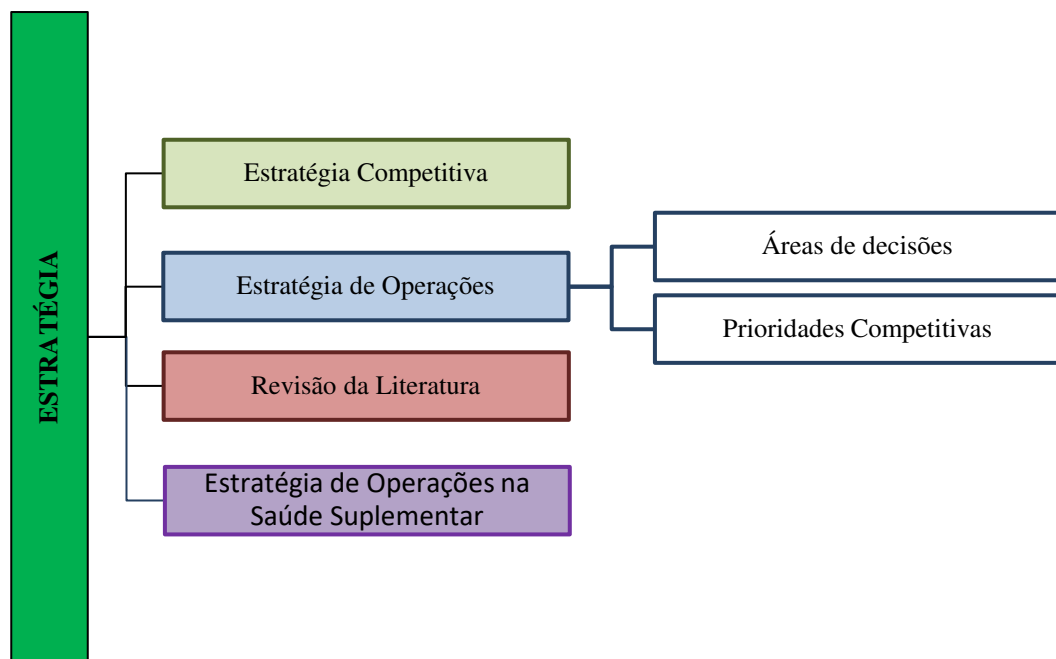 ESTRATÉGIA
Estratégia Competitiva
Estratégia de Operações
Áreas de decisões
Prioridades Competitivas
Revisão da Literatura
Estratégia de Operações na
Saúde Suplementar